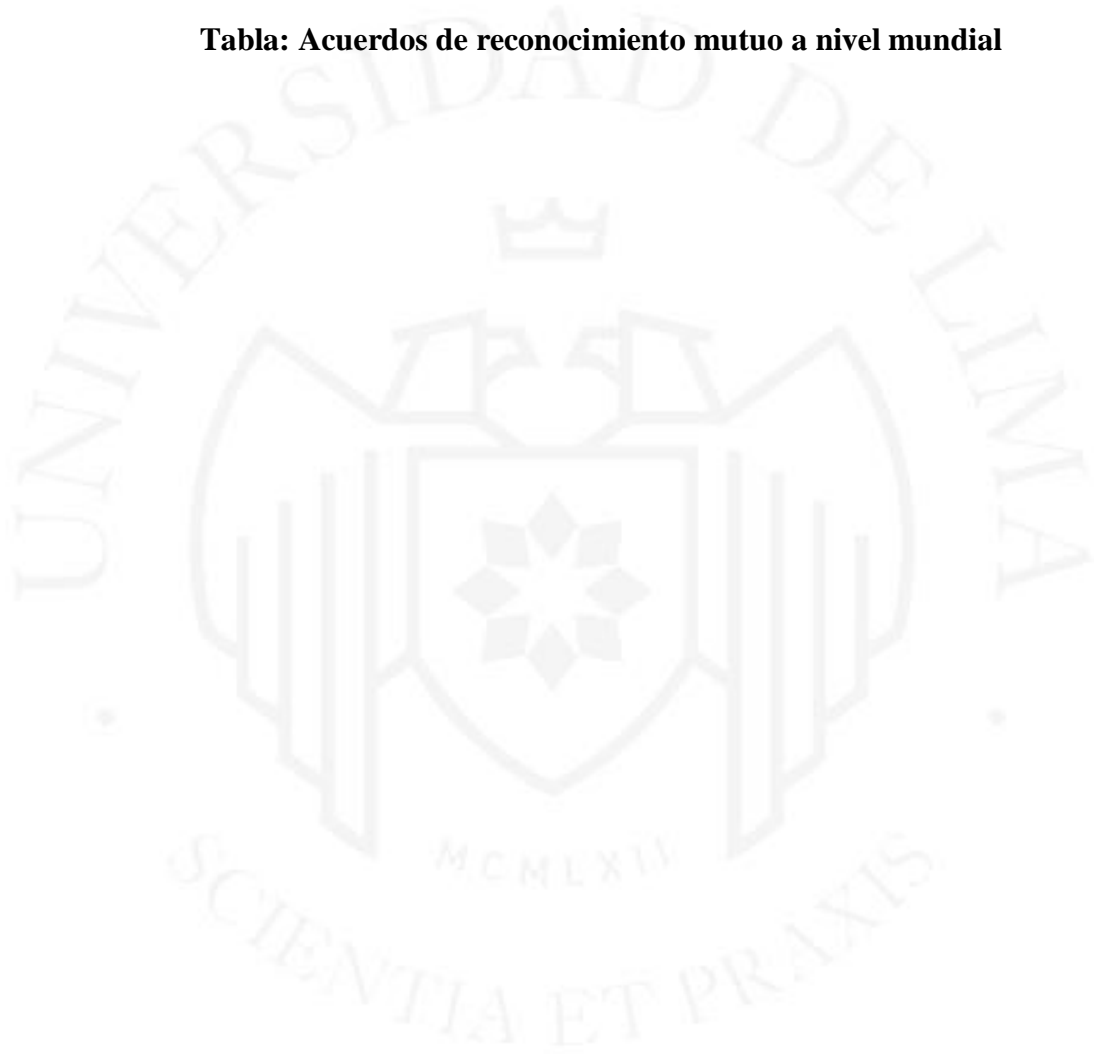 Tabla: Acuerdos de reconocimiento mutuo a nivel mundial
UNIVERSIDAD DE LIMA
MCMLXII
SCIENTIA ET PRAXIS